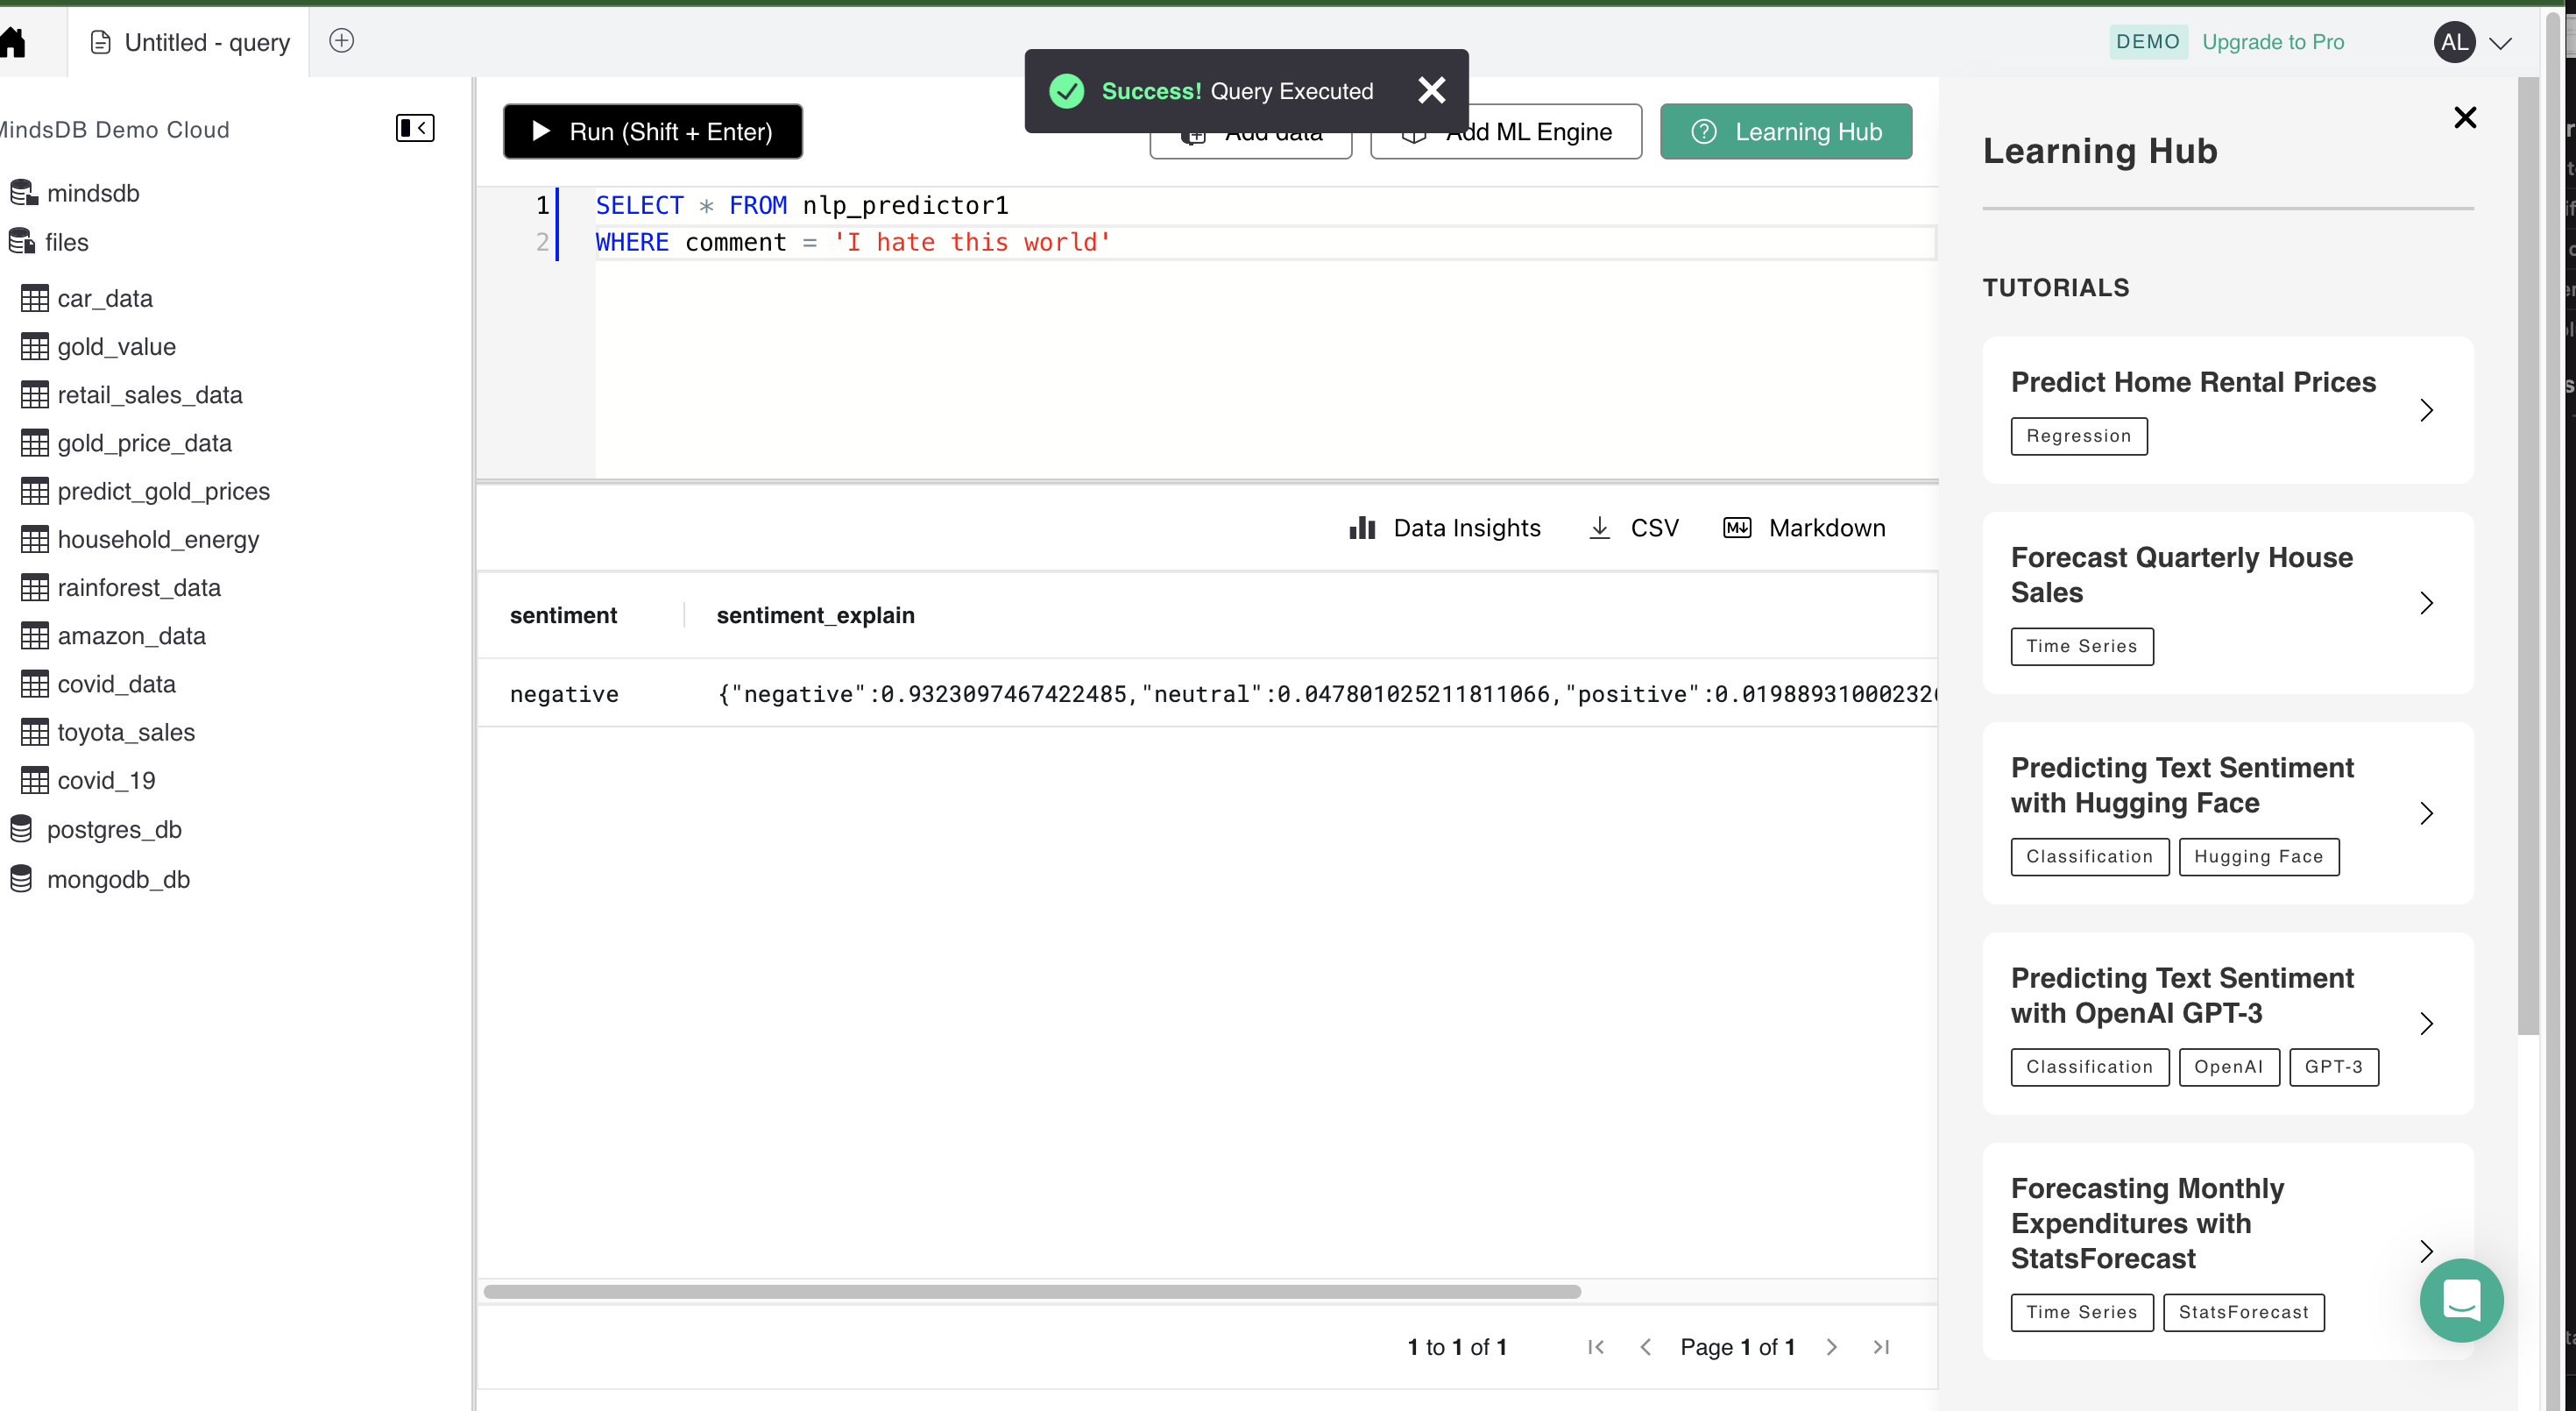 Untitled - query
DEMO
Upgrade to Pro
AL
Success! Query Executed
MindsDB Demo Cloud
mindsdb
files
car_data
gold_value
retail_sales_data
gold_price_data
predict_gold_prices
household_energy
rainforest_data
amazon_data
covid_data
toyota_sales
covid_19
postgres_db
mongodb_db
Run (Shift + Enter)
Add data
Add ML Engine
Learning Hub
1 SELECT * FROM nlp_predictor1
2 WHERE comment = 'I hate this world'
Data Insights
CSV
Markdown
sentiment
sentiment_explain
negative
{"negative":0.9323097467422485,"neutral":0.047801025211811066,"positive":0.01988931000232
1 to 1 of 1
Page 1 of 1
Learning Hub
TUTORIALS
Predict Home Rental Prices
Regression
Forecast Quarterly House
Sales
Time Series
Predicting Text Sentiment
with Hugging Face
Classification
Hugging Face
Predicting Text Sentiment
with OpenAI GPT-3
Classification
OpenAI
GPT-3
Forecasting Monthly
Expenditures with
StatsForecast
Time Series
StatsForecast